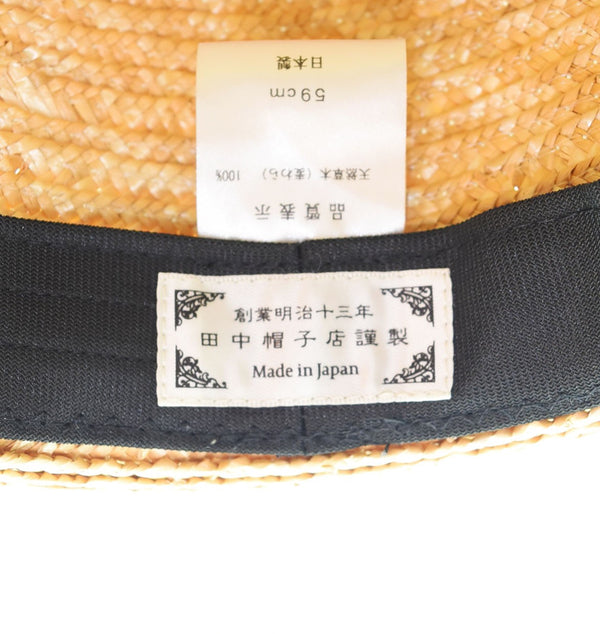 品質表示
天然草木（麦わら） 100%
59cm
日本製
創業明治十三年
田中帽子店謹製
Made in Japan